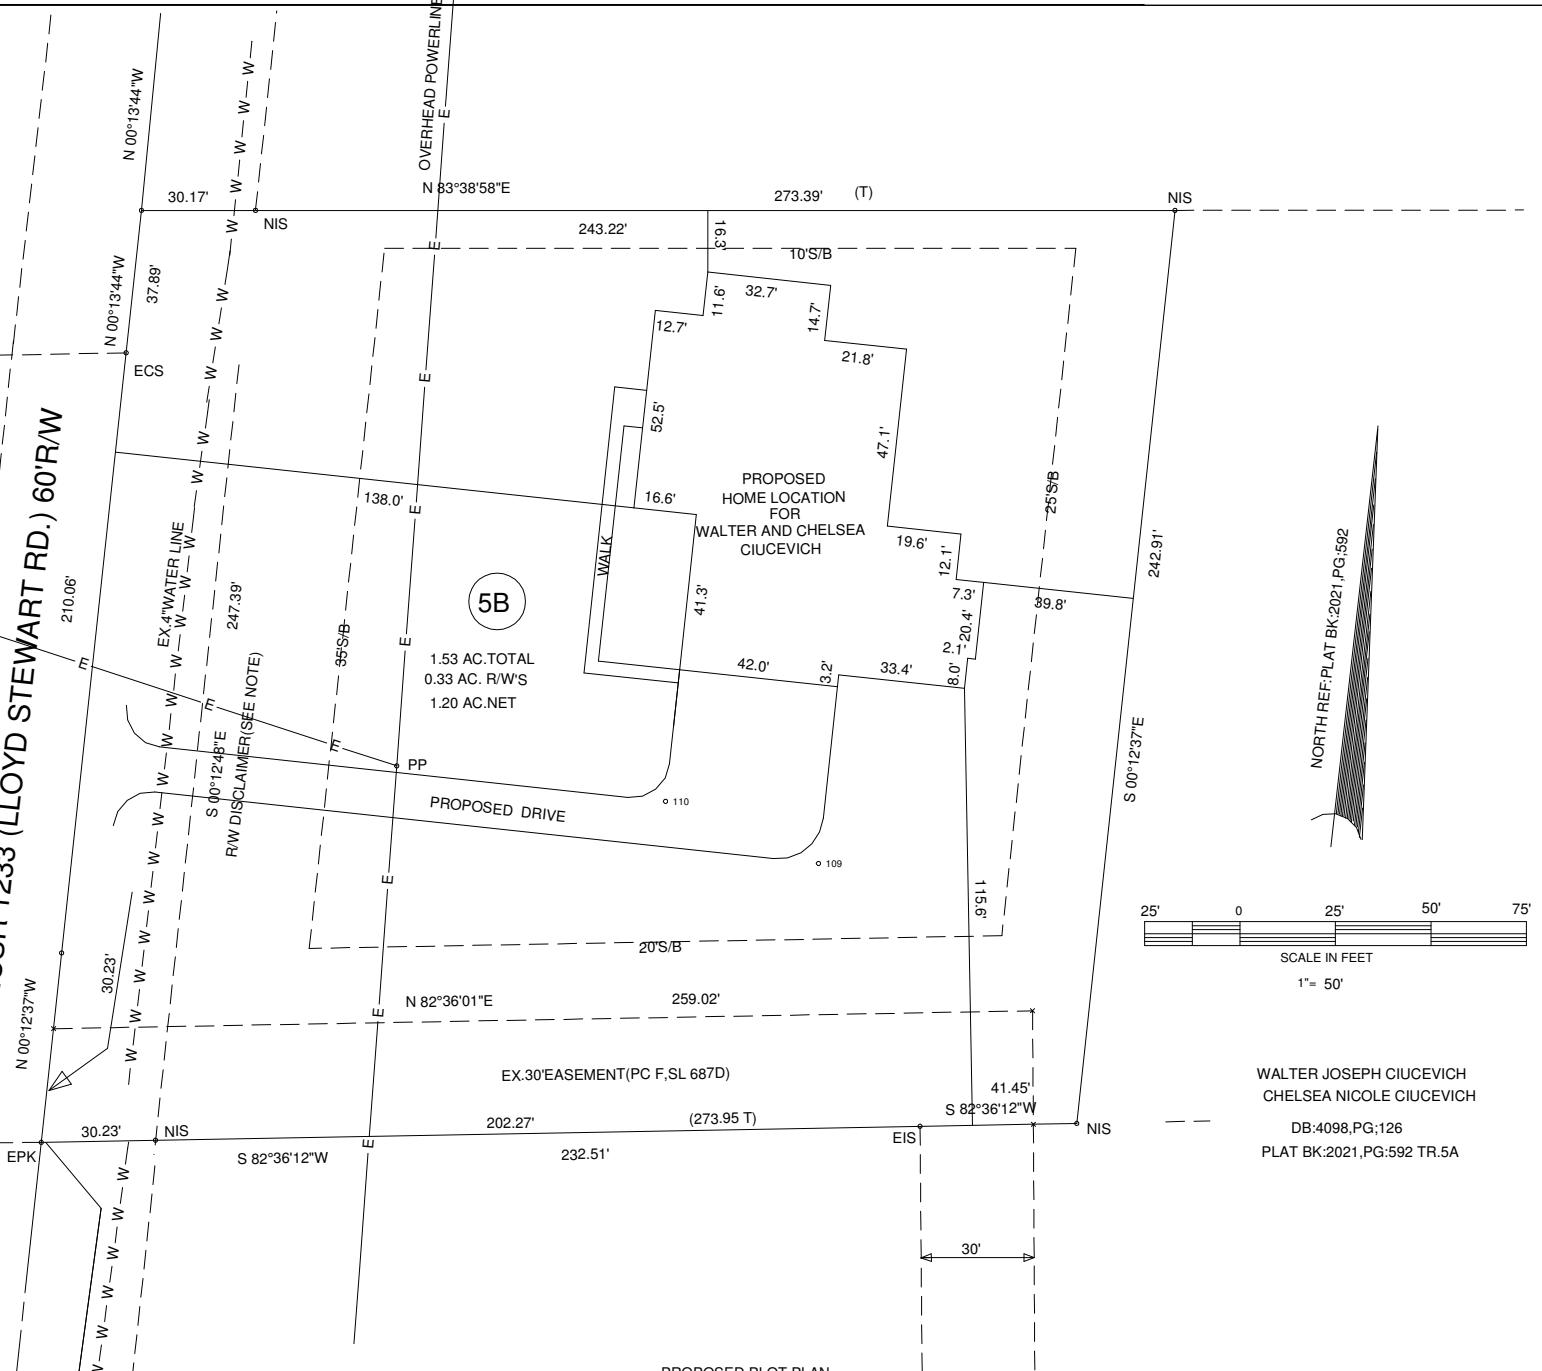 OVERHEAD POWERLINE
E
N 00°13'44"W
W
W
W
W
W
N 83°38'58"E
30.17'
273.39'
(T)
NIS
NIS
243.22'
16.3'
10'S/B
N 00°13'44"W
37.89'
ECS
11.6'
32.7'
14.7'
12.7'
21.8'
52.5'
47.1'
25'S/B
(LLOYD STEWART RD.) 60'R/W
138.0'
16.6'
PROPOSED
HOME LOCATION
FOR
WALTER AND CHELSEA
CIUCEVICH
WALK
19.6'
12.1'
7.3'
39.8'
20.4'
2.1'
8.0'
242.91'
S 00°12'37"E
NORTH REF:PLAT BK:2021,PG;592
210.06'
EX.4"WATER LINE
247.39'
S 00°12'48"E
R/W DISCLAIMER(SEE NOTE)
35'S/B
5B
1.53 AC.TOTAL
0.33 AC. R/W'S
1.20 AC.NET
41.3'
42.0'
3.2'
33.4'
PP
PROPOSED DRIVE
110
109
115.6'
25'
0
25'
50'
75'
SCALE IN FEET
1"= 50'
20'S/B
30.23'
N 00°12'37"W
N 82°36'01"E
259.02'
EX.30'EASEMENT(PC F,SL 687D)
41.45'
S 82°36'12"W
30.23'
NIS
202.27'
(273.95 T)
EIS
NIS
EPK
S 82°36'12"W
232.51'
30'
WALTER JOSEPH CIUCEVICH
CHELSEA NICOLE CIUCEVICH
DB:4098,PG;126
PLAT BK:2021,PG:592 TR.5A
PROPOSED PLOT PLAN